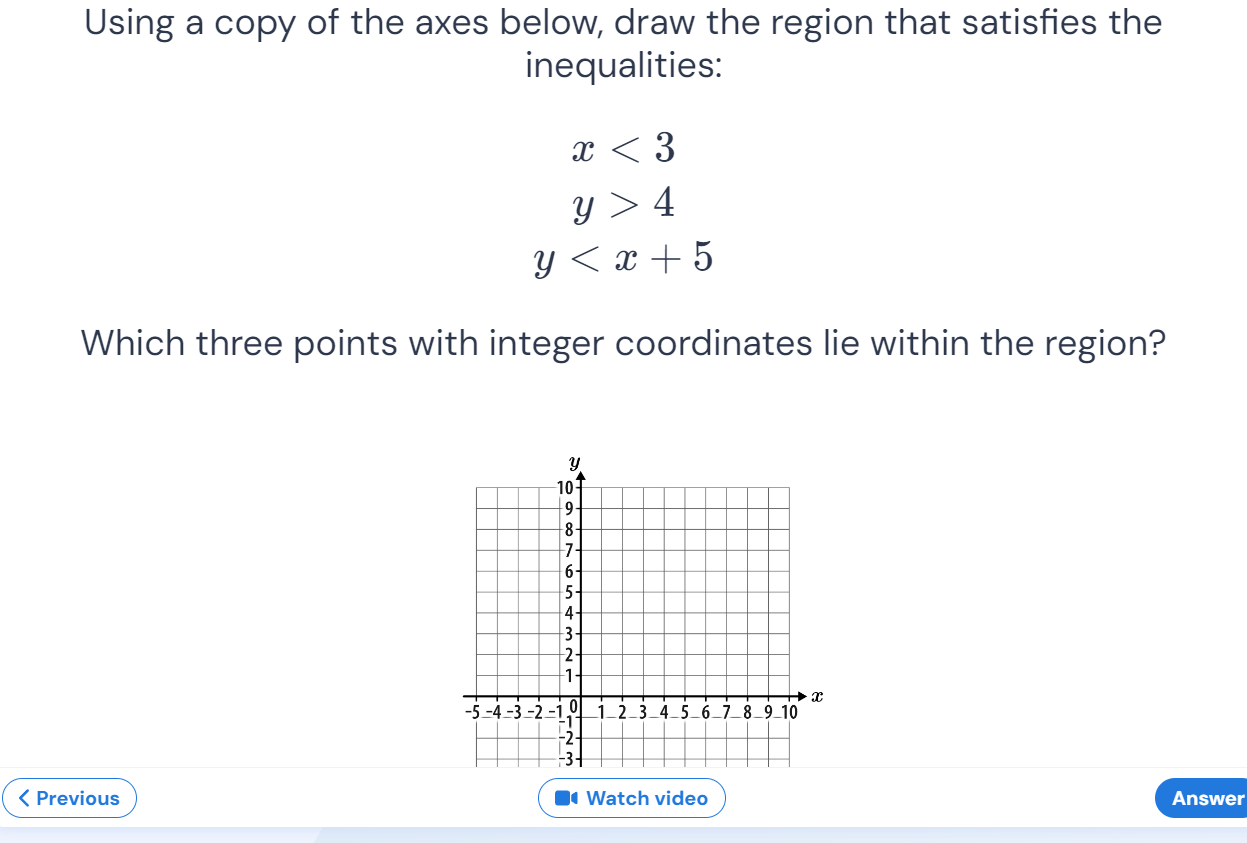 Using a copy of the axes below, draw the region that satisfies the
inequalities:
x < 3
y > 4
y < x + 5
Which three points with integer coordinates lie within the region?
y
10
9
8
7
6
5
4
3
2
1
x
-5 -4 -3 -2 -1 0 1 2 3 4 5 6 7 8 9 10
-1
-2
-3
Previous
Watch video
Answer